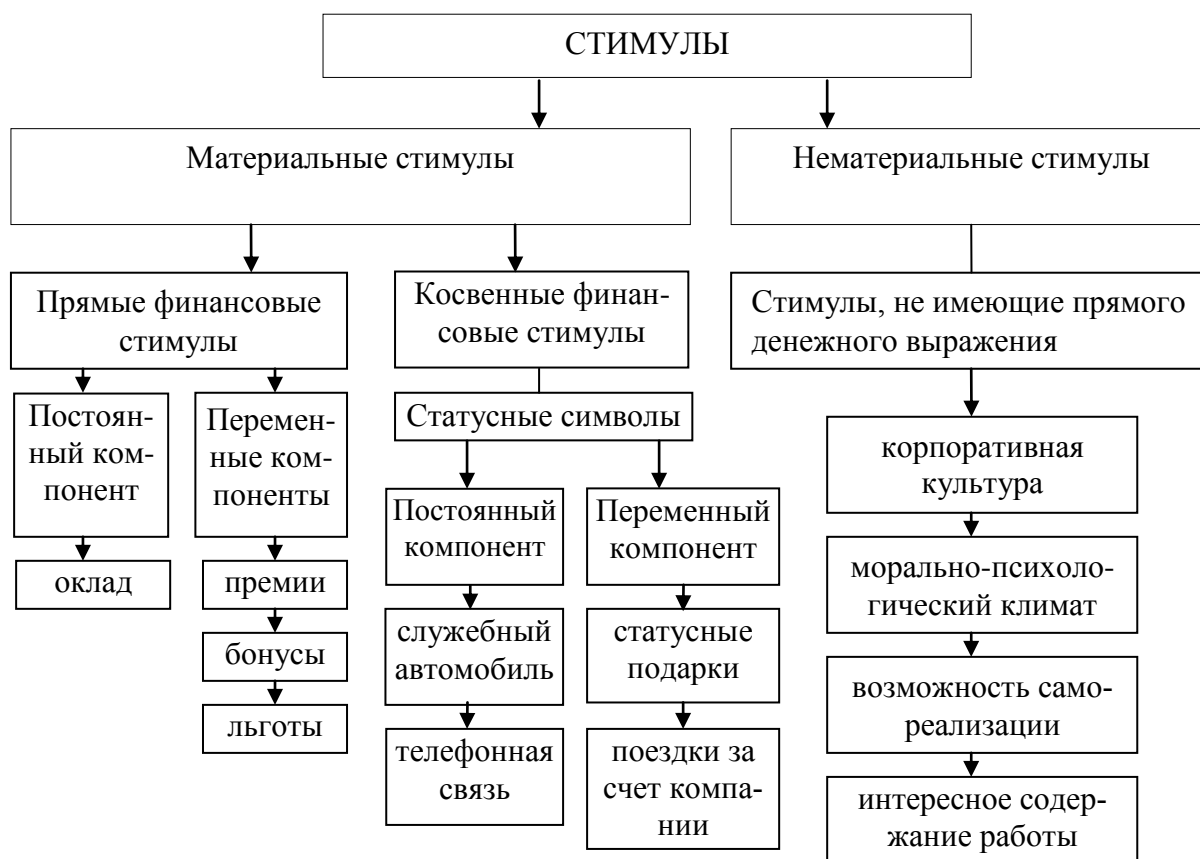 СТИМУЛЫ
Материальные стимулы
Нематериальные стимулы
Прямые финансовые
стимулы
Косвенные финан-
совые стимулы
Стимулы, не имеющие прямого
денежного выражения
Постоян-
ный ком-
понент
Перемен-
ные ком-
поненты
Статусные символы
корпоративная
культура
Постоянный
компонент
Переменный
компонент
оклад
премии
морально-психоло-
гический климат
бонусы
служебный
автомобиль
статусные
подарки
льготы
возможность само-
реализации
телефонная
связь
поездки за
счет компа-
нии
интересное содер-
жание работы